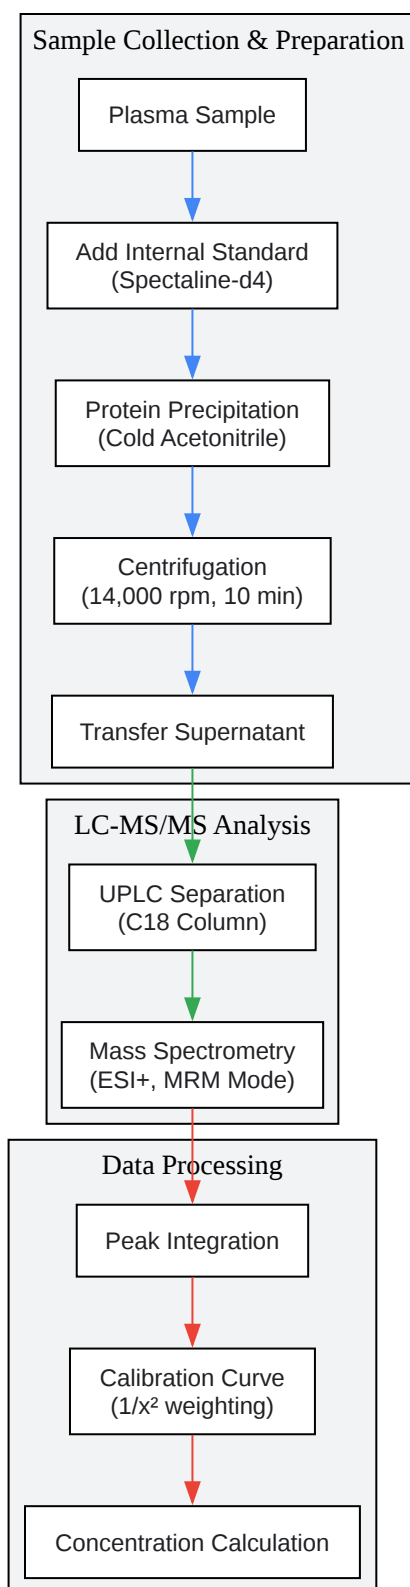 Sample Collection & Preparation
Plasma Sample
Add Internal Standard
(Spectaline-d4)
Protein Precipitation
(Cold Acetonitrile)
Centrifugation
(14,000 rpm, 10 min)
Transfer Supernatant
LC-MS/MS Analysis
UPLC Separation
(C18 Column)
Mass Spectrometry
(ESI+, MRM Mode)
Data Processing
Peak Integration
Calibration Curve
(1/x² weighting)
Concentration Calculation